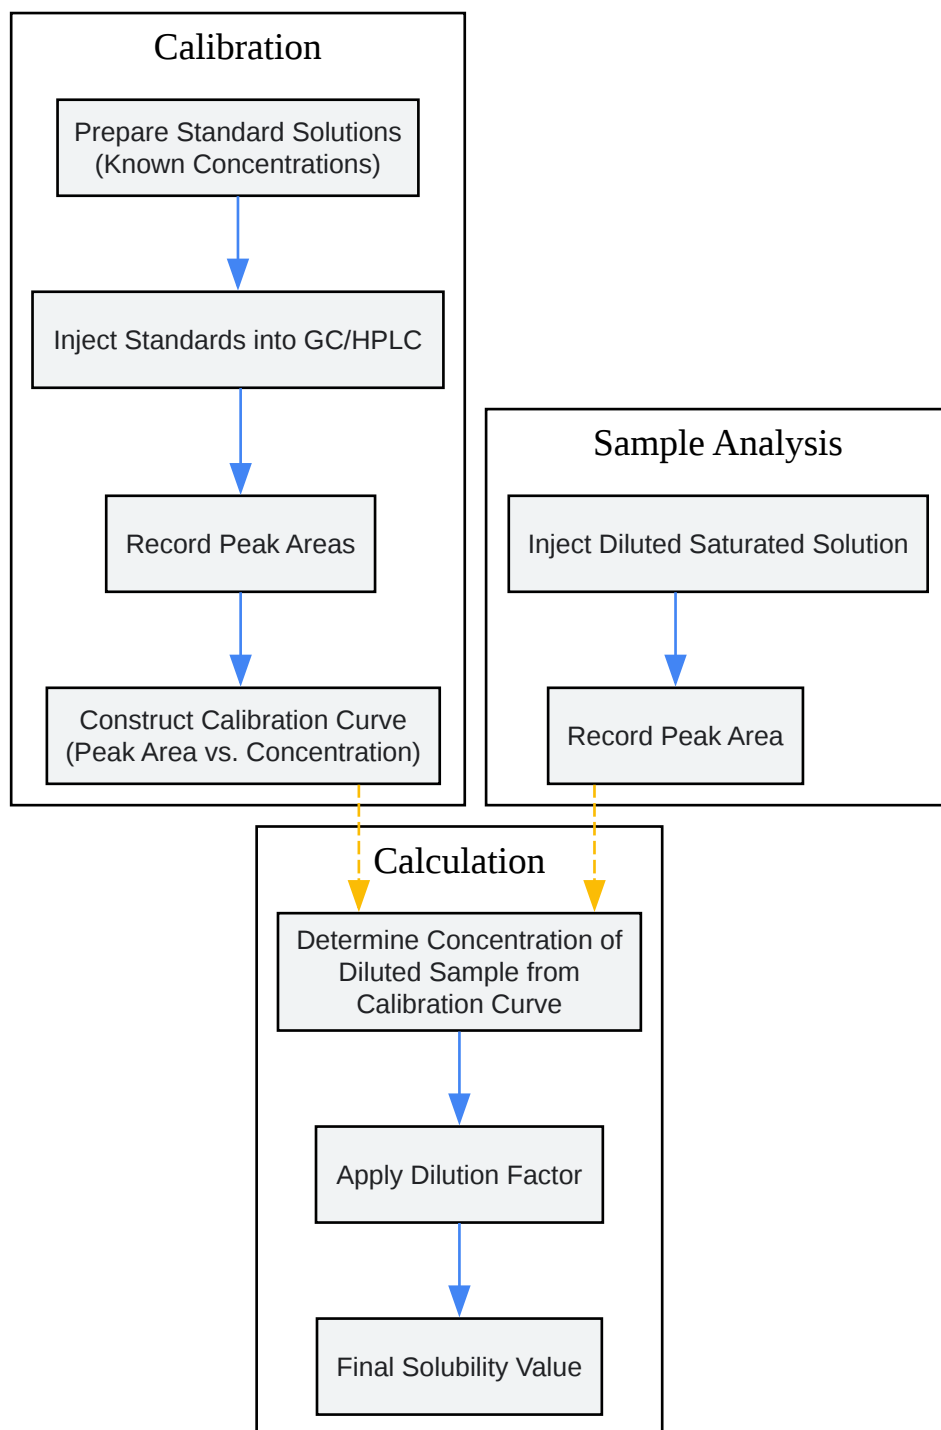 Calibration
Prepare Standard Solutions
(Known Concentrations)
Inject Standards into GC/HPLC
Record Peak Areas
Construct Calibration Curve
(Peak Area vs. Concentration)
Sample Analysis
Inject Diluted Saturated Solution
Record Peak Area
Calculation
Determine Concentration of
Diluted Sample from
Calibration Curve
Apply Dilution Factor
Final Solubility Value